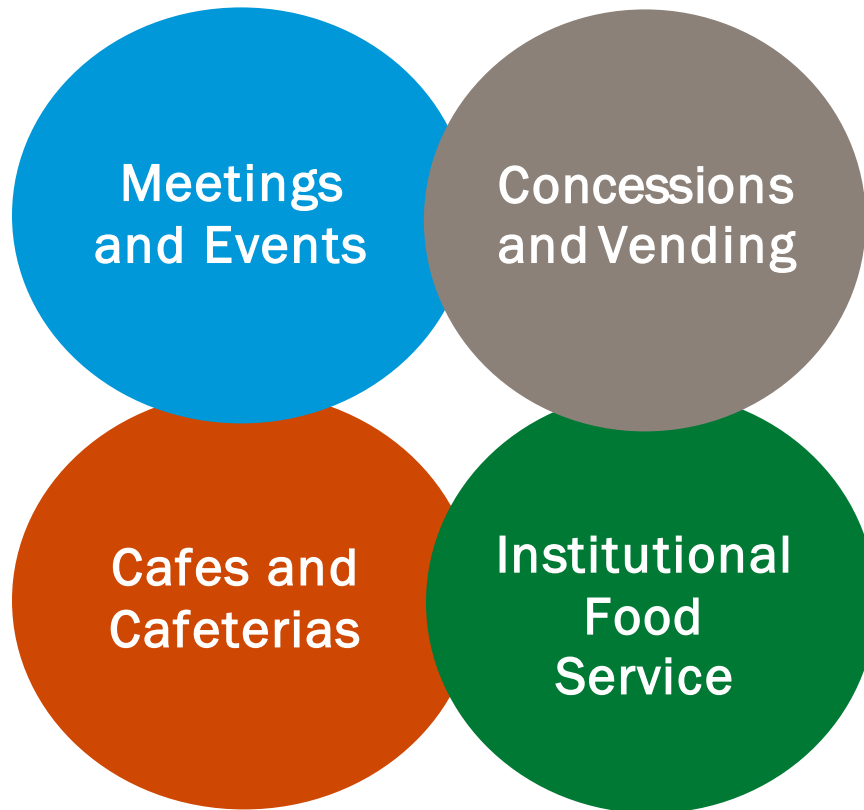 Meetings
and Events
Concessions
and Vending
Cafes and
Cafeterias
Institutional
Food
Service